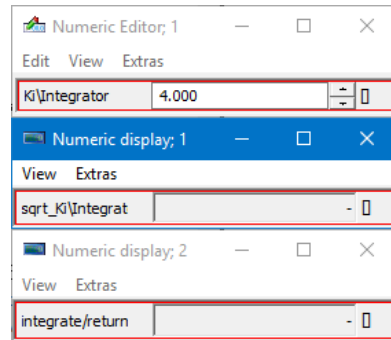 Numeric Editor; 1
Edit View Extras
Ki\Integrator 4.000
Numeric display; 1
View Extras
sqrt_Ki\Integrat -
Numeric display; 2
View Extras
integrate/return -